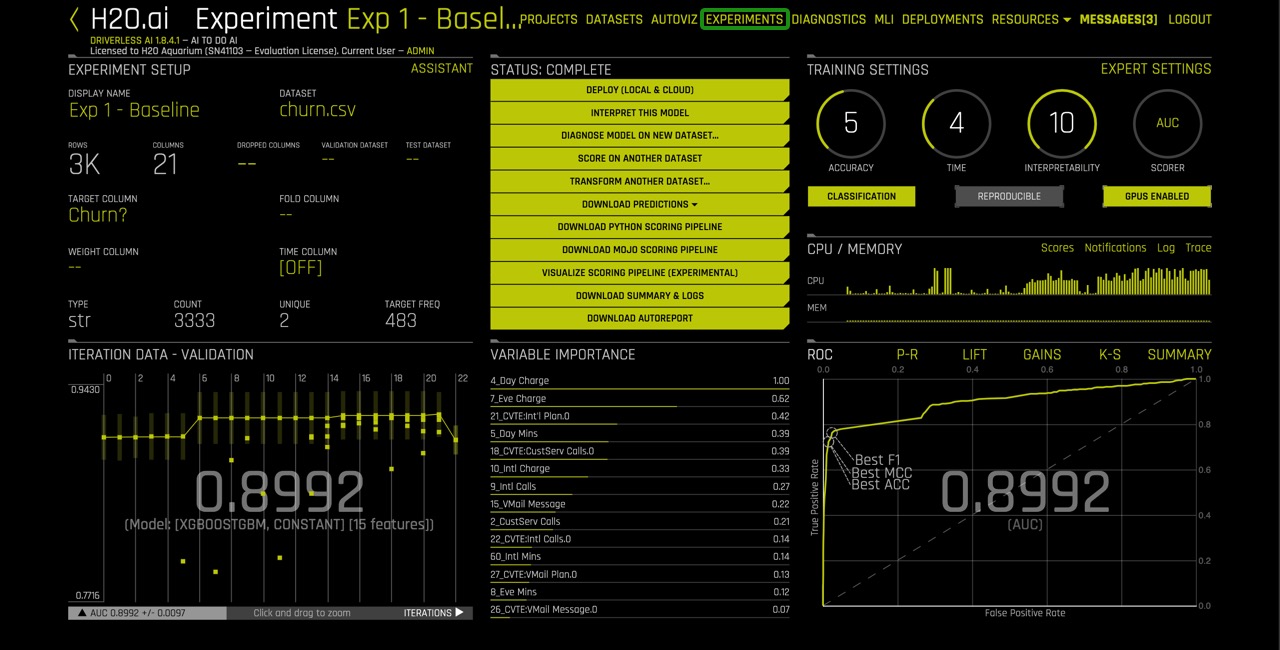 H2O.ai Experiment Exp 1 - Basel... PROJECTS DATASETS AUTOVIZ EXPERIMENTS DIAGNOSTICS MLI DEPLOYMENTS RESOURCES MESSAGES[3] LOGOUT
DRIVERLESS AI 1.8.4.1 – AI TO DO AI
Licensed to H2O Aquarium (SN41103 – Evaluation License). Current User – ADMIN
EXPERIMENT SETUP ASSISTANT
DISPLAY NAME DATASET
Exp 1 - Baseline churn.csv
ROWS COLUMNS DROPPED COLUMNS VALIDATION DATASET TEST DATASET
3K 21 -- -- --
TARGET COLUMN FOLD COLUMN
Churn? --
WEIGHT COLUMN TIME COLUMN
-- [OFF]
TYPE COUNT UNIQUE TARGET FREQ
str 3333 2 483
STATUS: COMPLETE
DEPLOY (LOCAL & CLOUD)
INTERPRET THIS MODEL
DIAGNOSE MODEL ON NEW DATASET...
SCORE ON ANOTHER DATASET
TRANSFORM ANOTHER DATASET...
DOWNLOAD PREDICTIONS
DOWNLOAD PYTHON SCORING PIPELINE
DOWNLOAD MOJO SCORING PIPELINE
VISUALIZE SCORING PIPELINE (EXPERIMENTAL)
DOWNLOAD SUMMARY & LOGS
DOWNLOAD AUTOREPORT
TRAINING SETTINGS EXPERT SETTINGS
5 4 10 AUC
ACCURACY TIME INTERPRETABILITY SCORER
CLASSIFICATION REPRODUCIBLE GPUS ENABLED
CPU / MEMORY Scores Notifications Log Trace
CPU
MEM
ITERATION DATA - VALIDATION
0 2 4 6 8 10 12 14 16 18 20 22
0.9430
0.8992
(Model: [XGBOOSTGBM, CONSTANT] [15 features])
0.7716
▲ AUC 0.8992 +/- 0.0097 Click and drag to zoom ITERATIONS ▶
VARIABLE IMPORTANCE
4_Day Charge 1.00
7_Eve Charge 0.62
21_CVTE:Int'l Plan.0 0.42
5_Day Mins 0.39
18_CVTE:CustServ Calls.0 0.39
10_Intl Charge 0.33
9_Intl Calls 0.27
15_VMail Message 0.22
2_CustServ Calls 0.21
22_CVTE:Intl Calls.0 0.14
60_Intl Mins 0.14
27_CVTE:VMail Plan.0 0.13
8_Eve Mins 0.12
26_CVTE:VMail Message.0 0.07
ROC P-R LIFT GAINS K-S SUMMARY
0.0 0.2 0.4 0.6 0.8 1.0
1.0
0.8
0.6
0.4
0.2
0.0
Best F1
Best MCC
Best ACC
0.8992
(AUC)
True Positive Rate
False Positive Rate